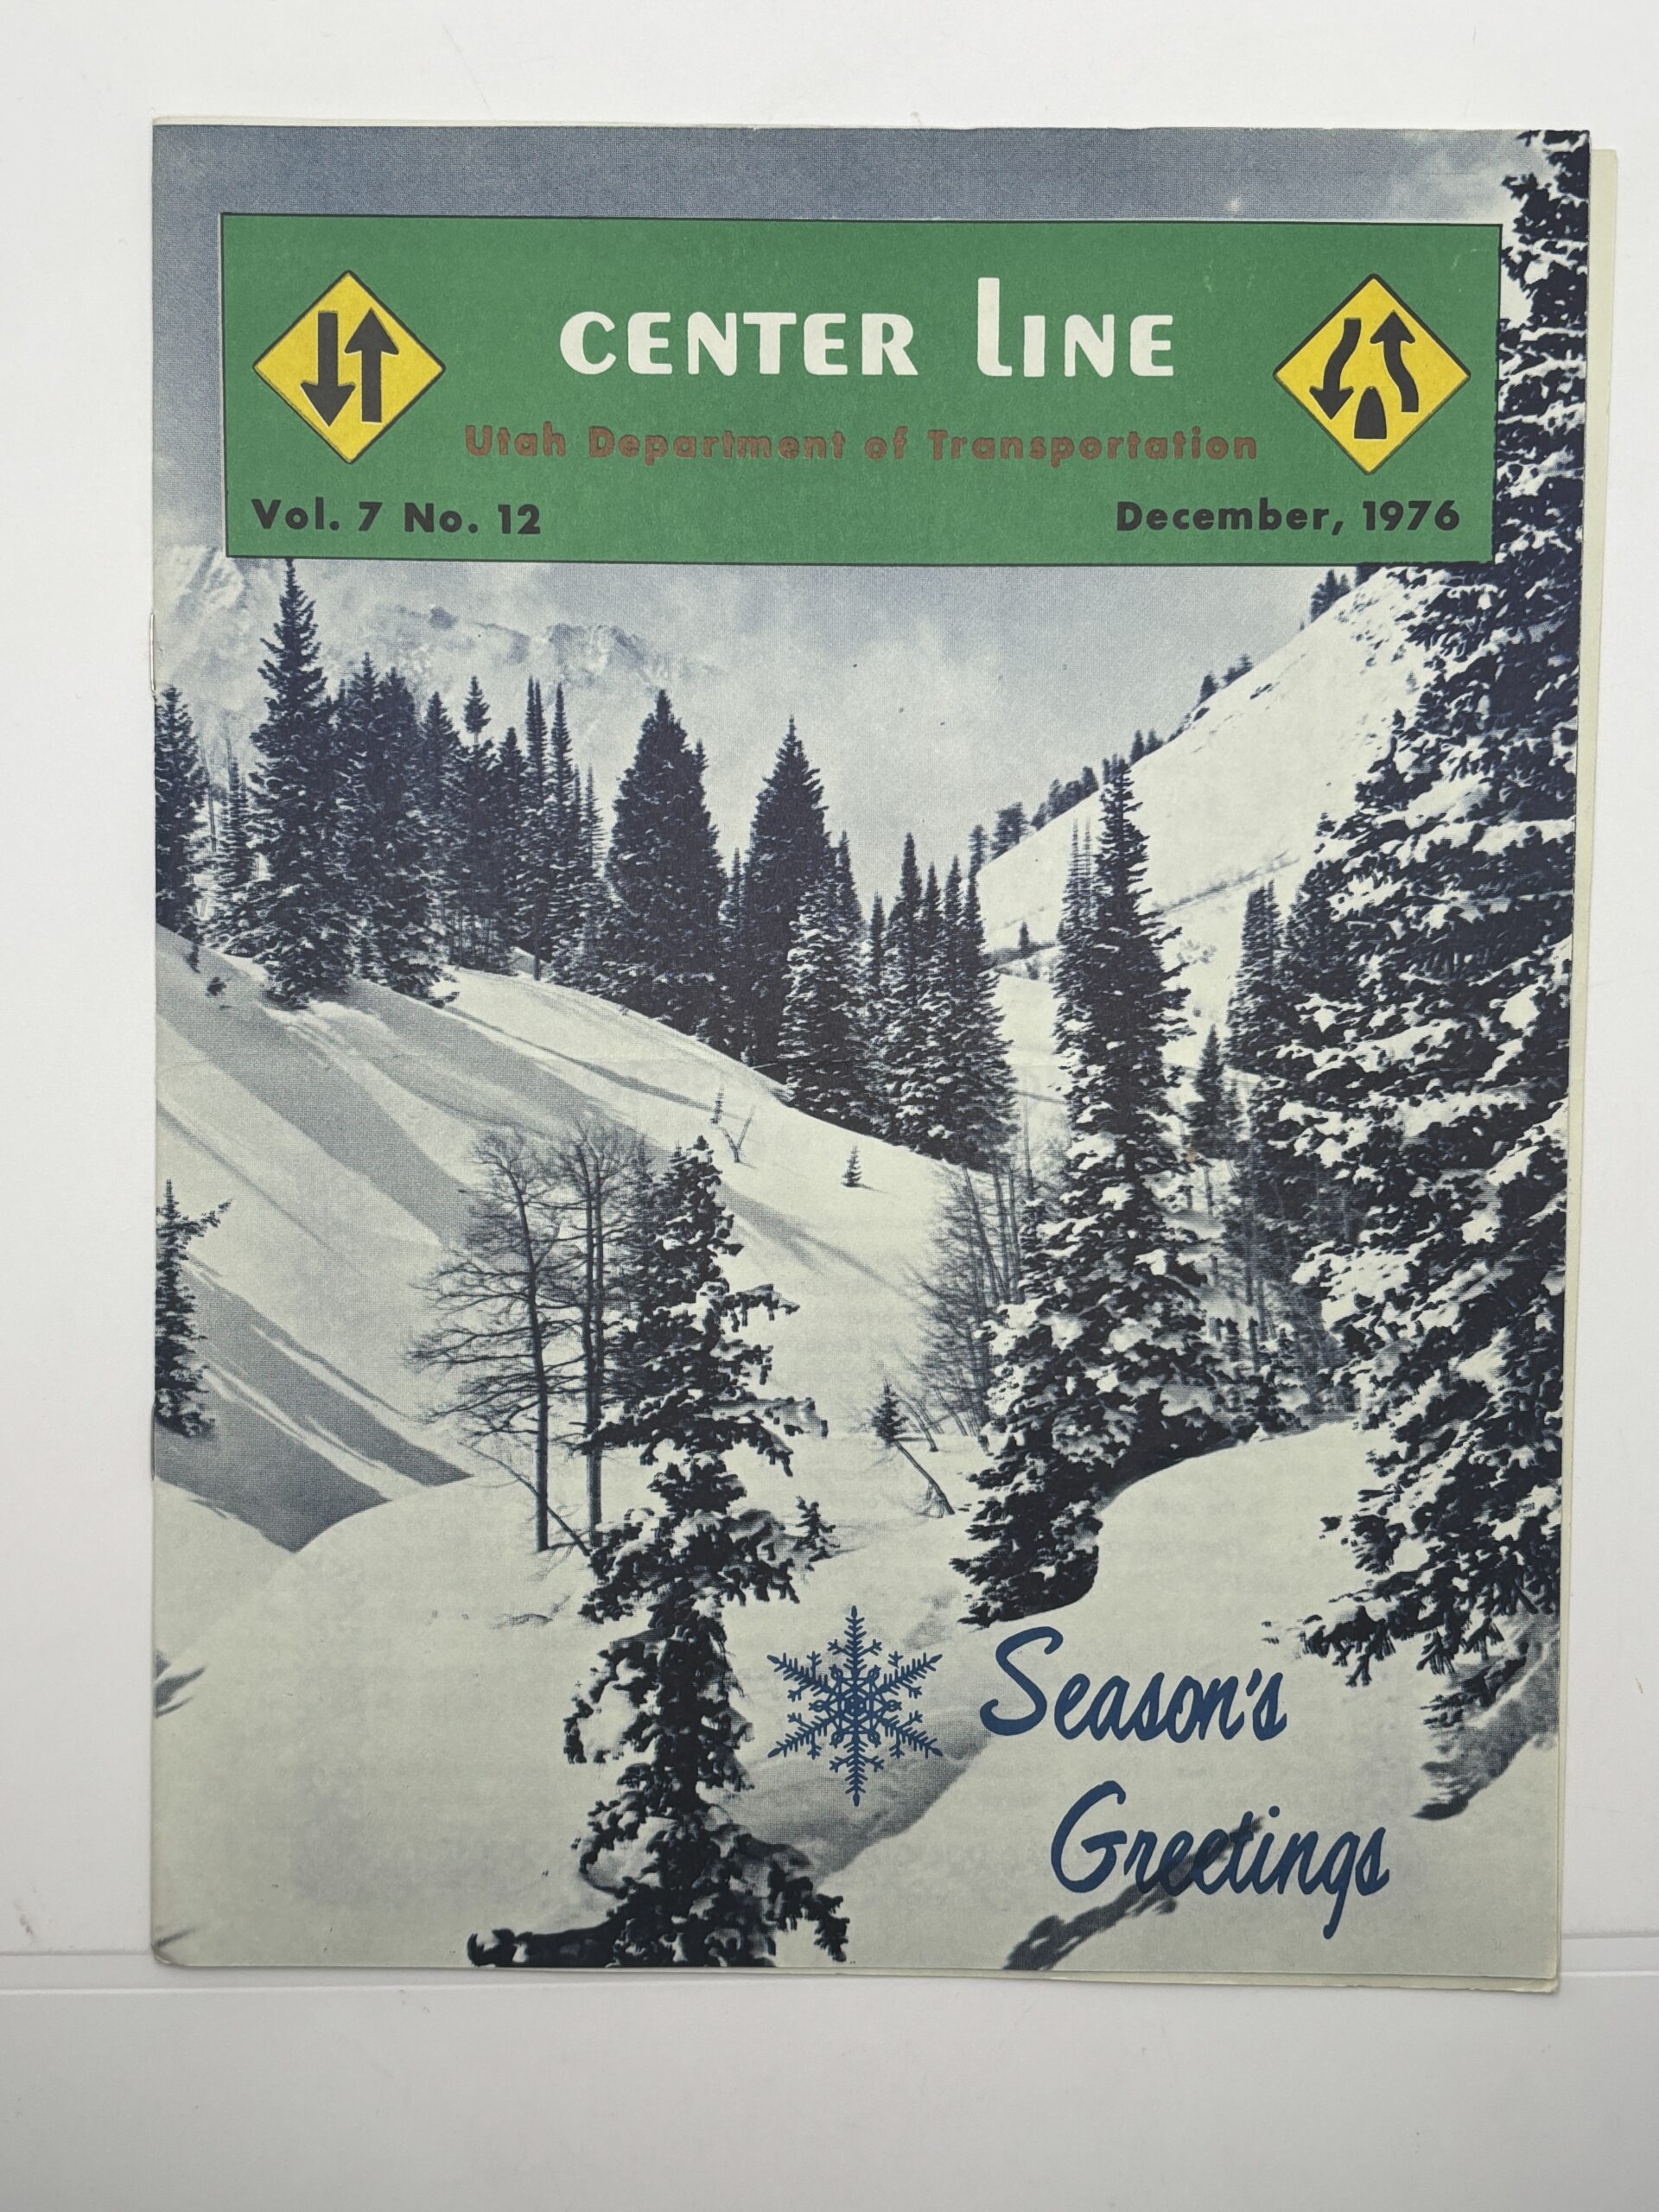 CENTER LINE
Utah Department of Transportation
Vol. 7 No. 12
December, 1976
Season's
Greetings